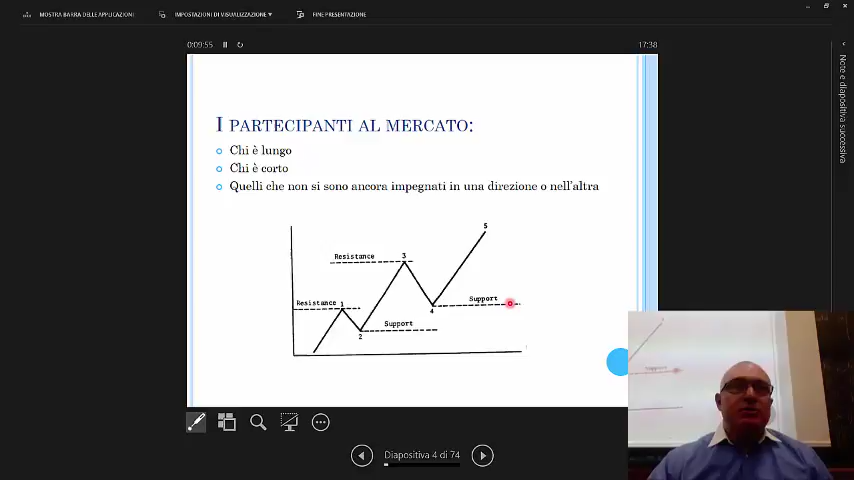 MOSTRA BARRA DELLE APPLICAZIONI
IMPOSTAZIONI DI VISUALIZZAZIONE ▼
FINE PRESENTAZIONE
0:09:55
17:38
Note e diapositiva successiva
I PARTECIPANTI AL MERCATO:
Chi è lungo
Chi è corto
Quelli che non si sono ancora impegnati in una direzione o nell'altra
5
Resistance 3
Support
Resistance 1
4
Support
2
Support
Diapositiva 4 di 74